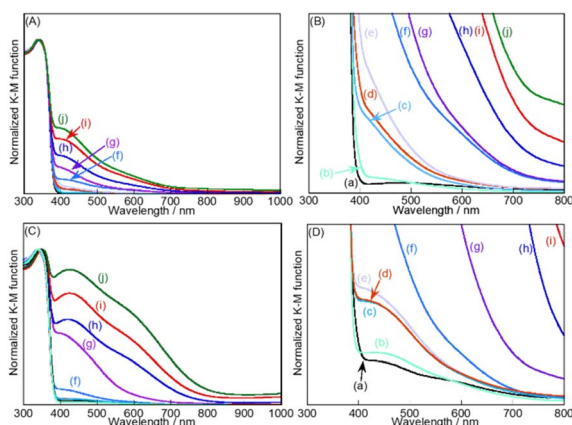 (A)
Normalized K-M function
(j)
(i)
(h)
(g)
(f)
300 400 500 600 700 800 900 1000
Wavelength / nm
(B)
Normalized K-M function
(e)
(f)
(g)
(h)
(i)
(j)
(d)
(c)
(b)
(a)
300 400 500 600 700 800
Wavelength / nm
(C)
Normalized K-M function
(j)
(i)
(h)
(g)
(f)
300 400 500 600 700 800 900 1000
Wavelength / nm
(D)
Normalized K-M function
(f)
(g)
(h)
(i)
(e)
(d)
(c)
(b)
(a)
300 400 500 600 700 800
Wavelength / nm